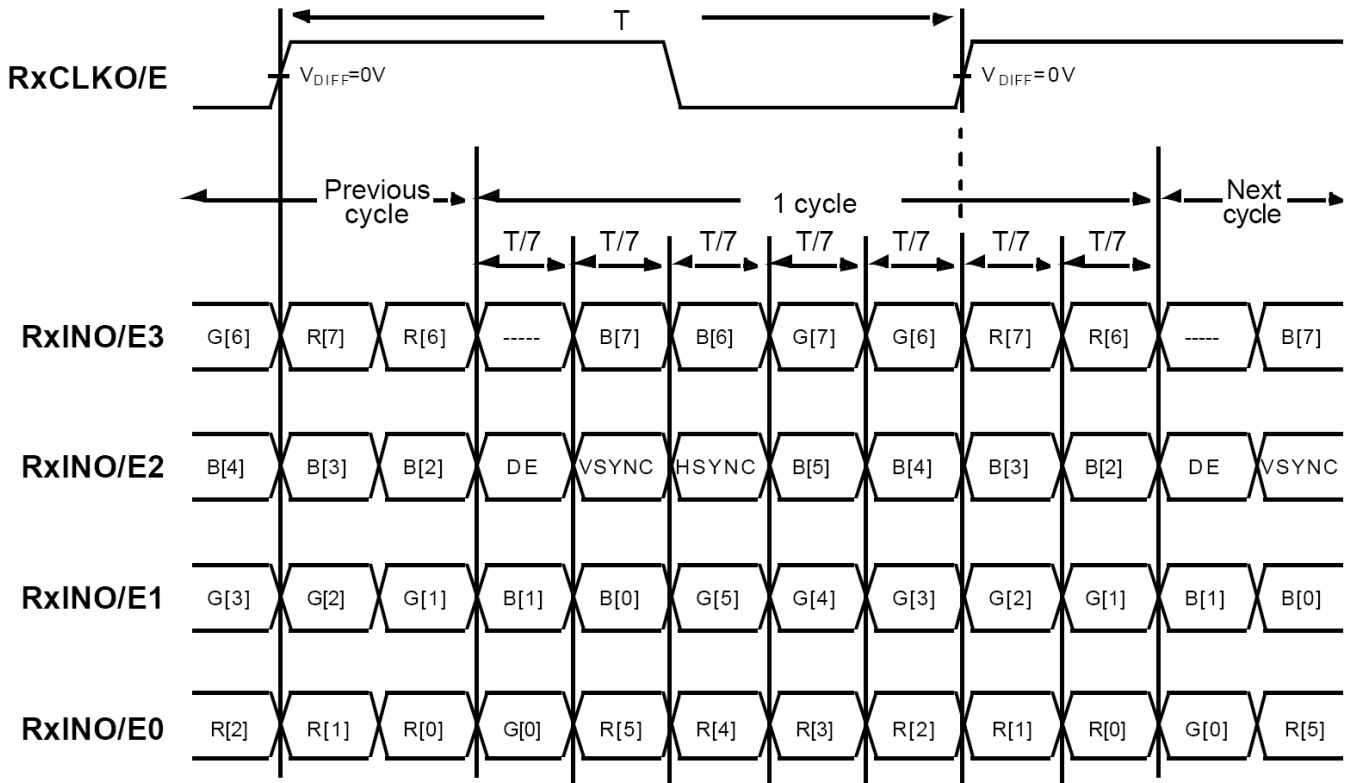 T
RxCLKO/E
V DIFF=0V
V DIFF=0V
Previous cycle
1 cycle
Next cycle
T/7 T/7 T/7 T/7 T/7 T/7 T/7
RxINO/E3 G[6] R[7] R[6] ----- B[7] B[6] G[7] G[6] R[7] R[6] ----- B[7]
RxINO/E2 B[4] B[3] B[2] DE VSYNC HSYNC B[5] B[4] B[3] B[2] DE VSYNC
RxINO/E1 G[3] G[2] G[1] B[1] B[0] G[5] G[4] G[3] G[2] G[1] B[1] B[0]
RxINO/E0 R[2] R[1] R[0] G[0] R[5] R[4] R[3] R[2] R[1] R[0] G[0] R[5]